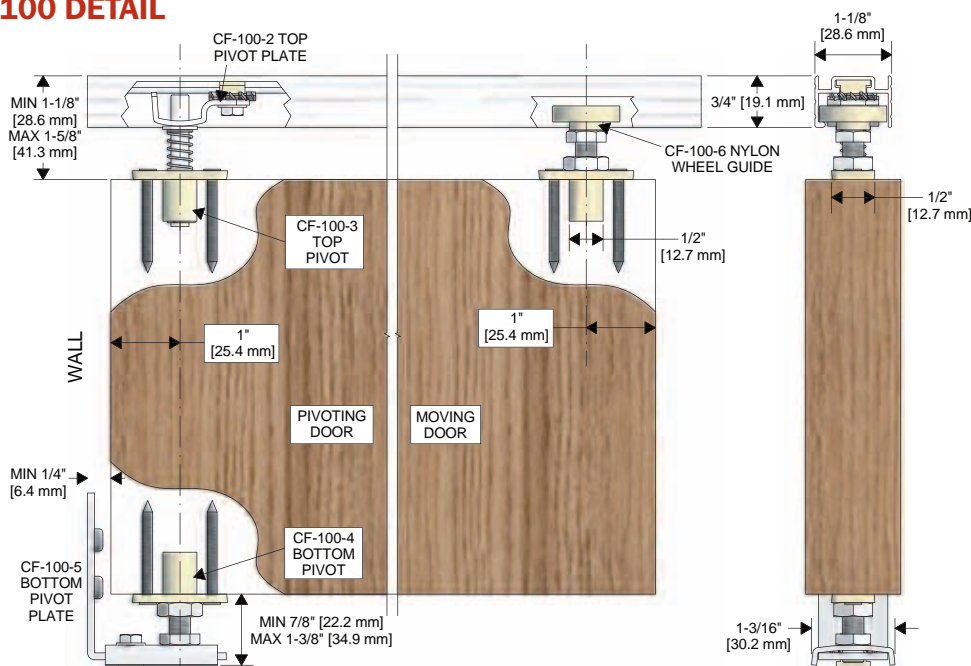 100 DETAIL
CF-100-2 TOP
PIVOT PLATE
1-1/8"
[28.6 mm]
MIN 1-1/8"
[28.6 mm]
MAX 1-5/8"
[41.3 mm]
3/4" [19.1 mm]
CF-100-6 NYLON
WHEEL GUIDE
CF-100-3
TOP
PIVOT
1/2"
[12.7 mm]
1/2"
[12.7 mm]
WALL
1"
[25.4 mm]
1"
[25.4 mm]
PIVOTING
DOOR
MOVING
DOOR
MIN 1/4"
[6.4 mm]
CF-100-4
BOTTOM
PIVOT
CF-100-5
BOTTOM
PIVOT
PLATE
MIN 7/8" [22.2 mm]
MAX 1-3/8" [34.9 mm]
1-3/16"
[30.2 mm]